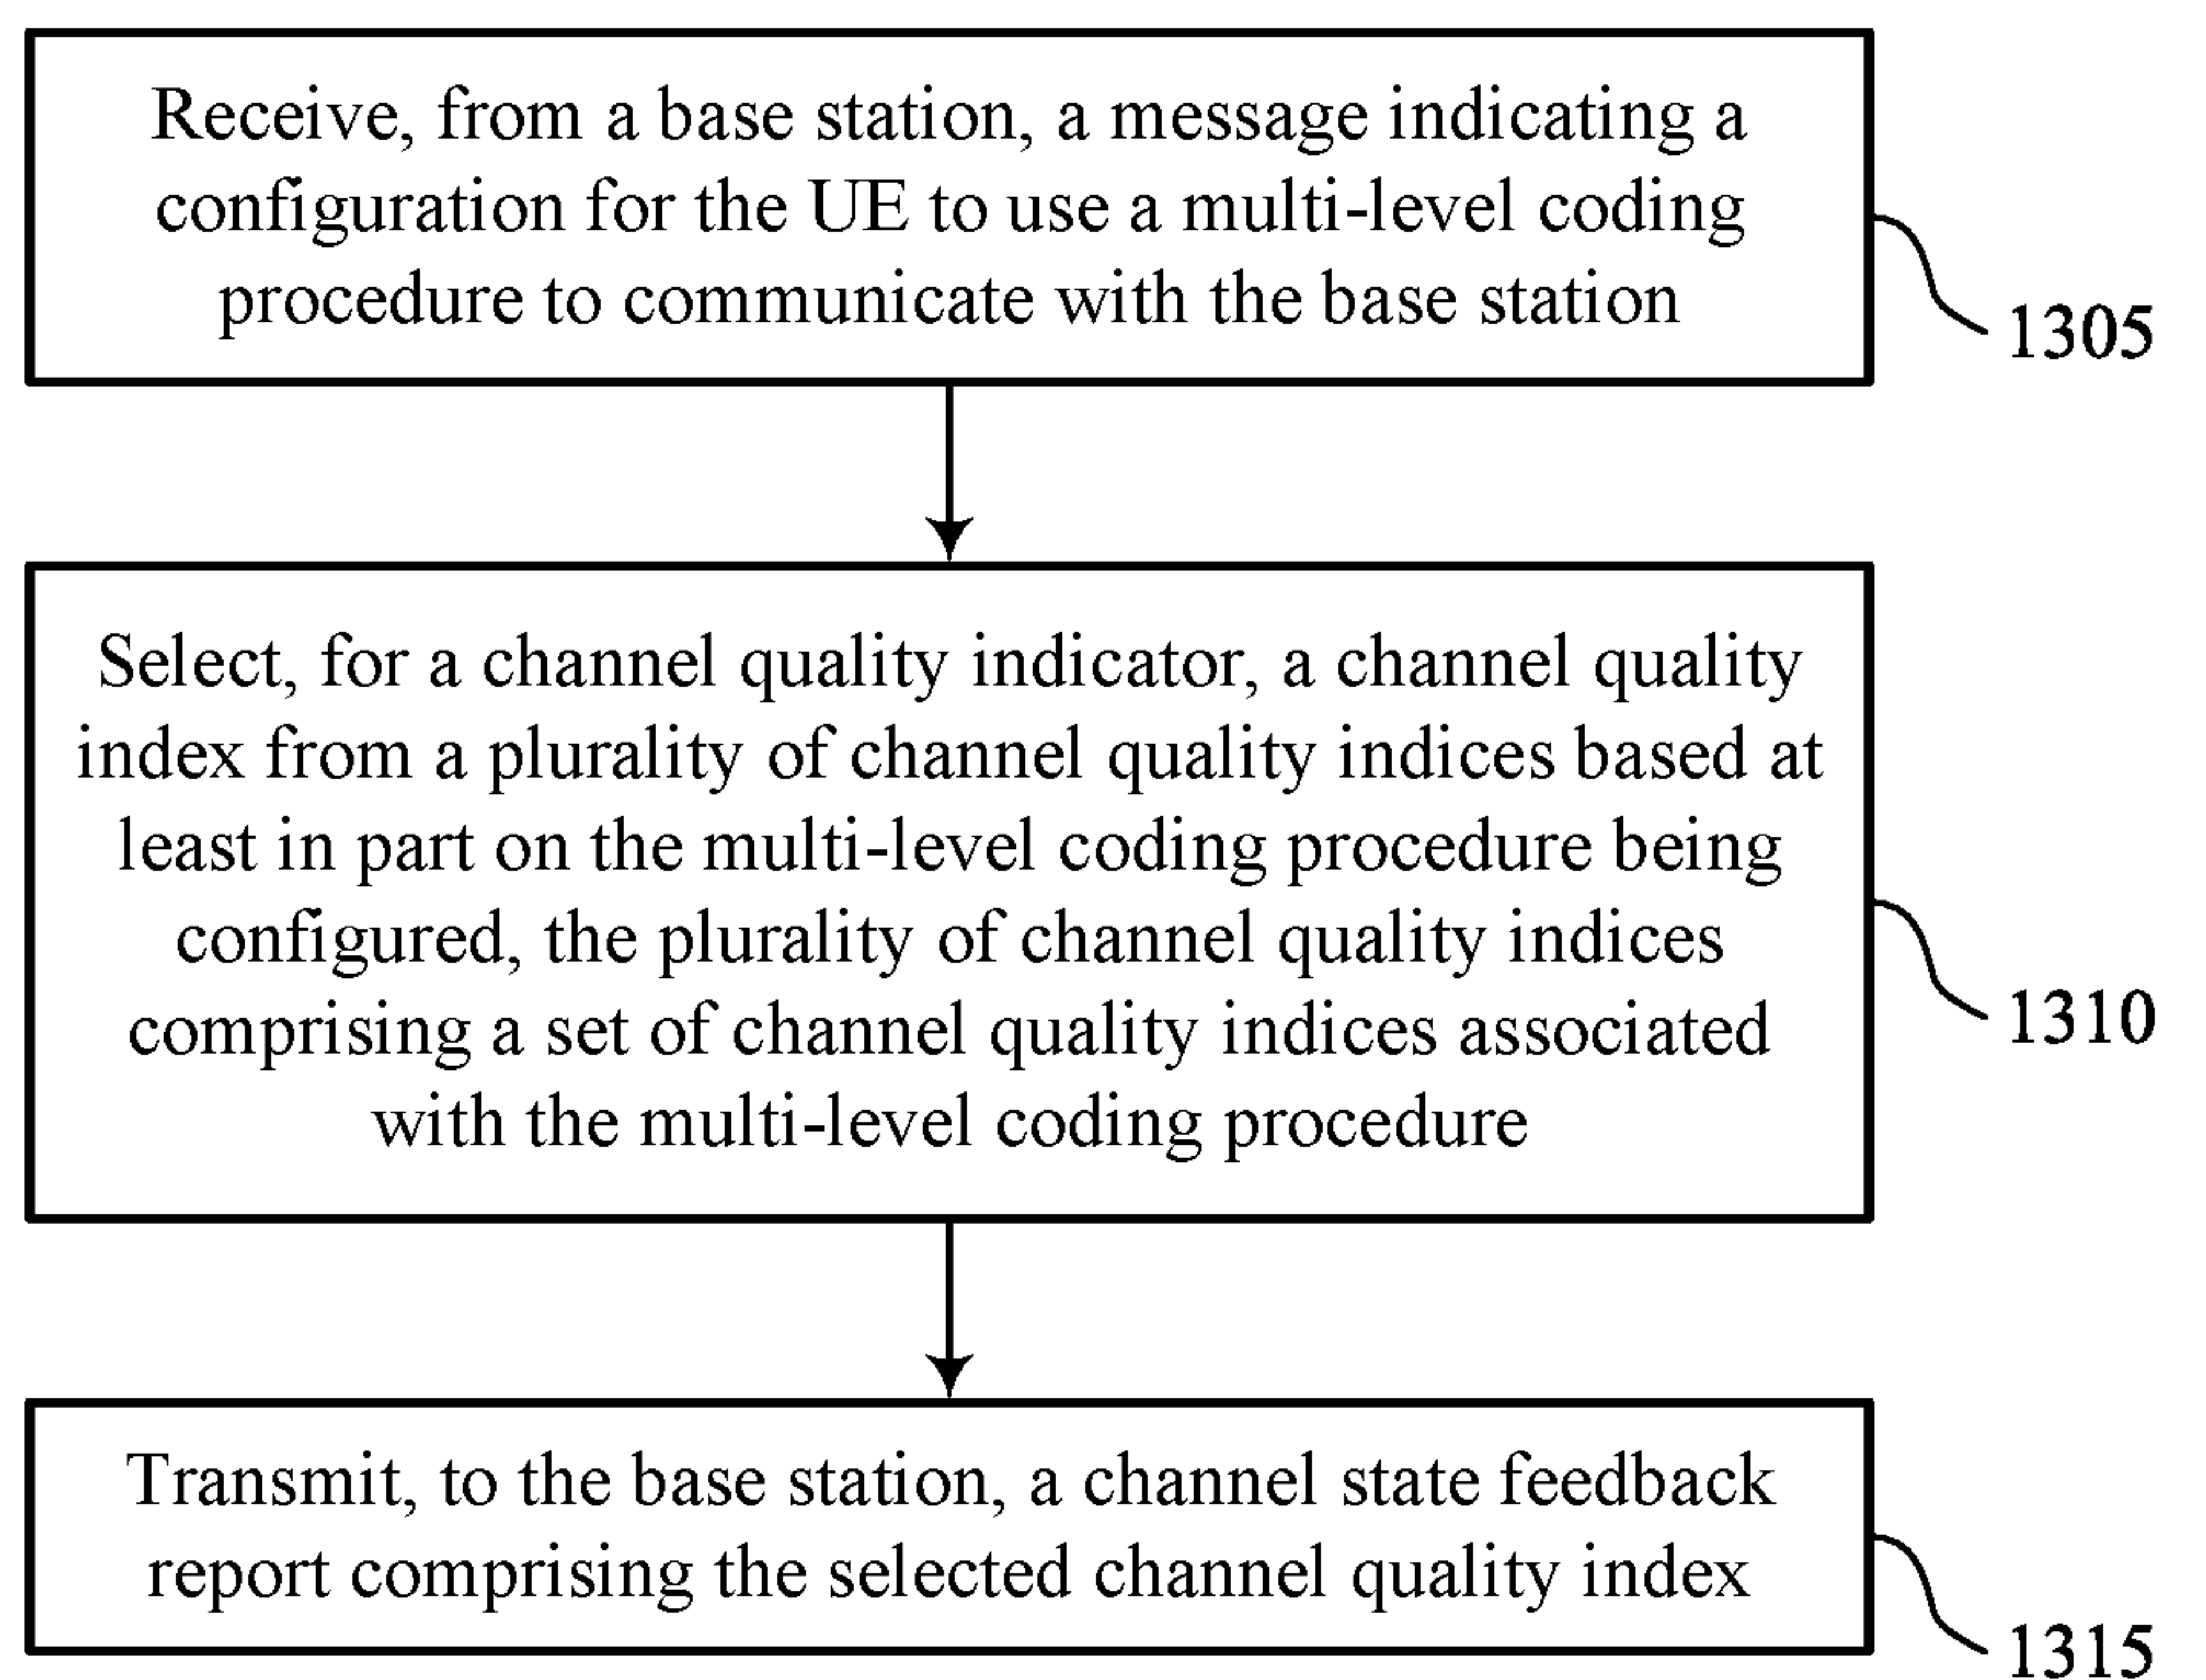 Receive, from a base station, a message indicating a
configuration for the UE to use a multi-level coding
procedure to communicate with the base station
1305
Select, for a channel quality indicator, a channel quality
index from a plurality of channel quality indices based at
least in part on the multi-level coding procedure being
configured, the plurality of channel quality indices
comprising a set of channel quality indices associated
with the multi-level coding procedure
1310
Transmit, to the base station, a channel state feedback
report comprising the selected channel quality index
1315